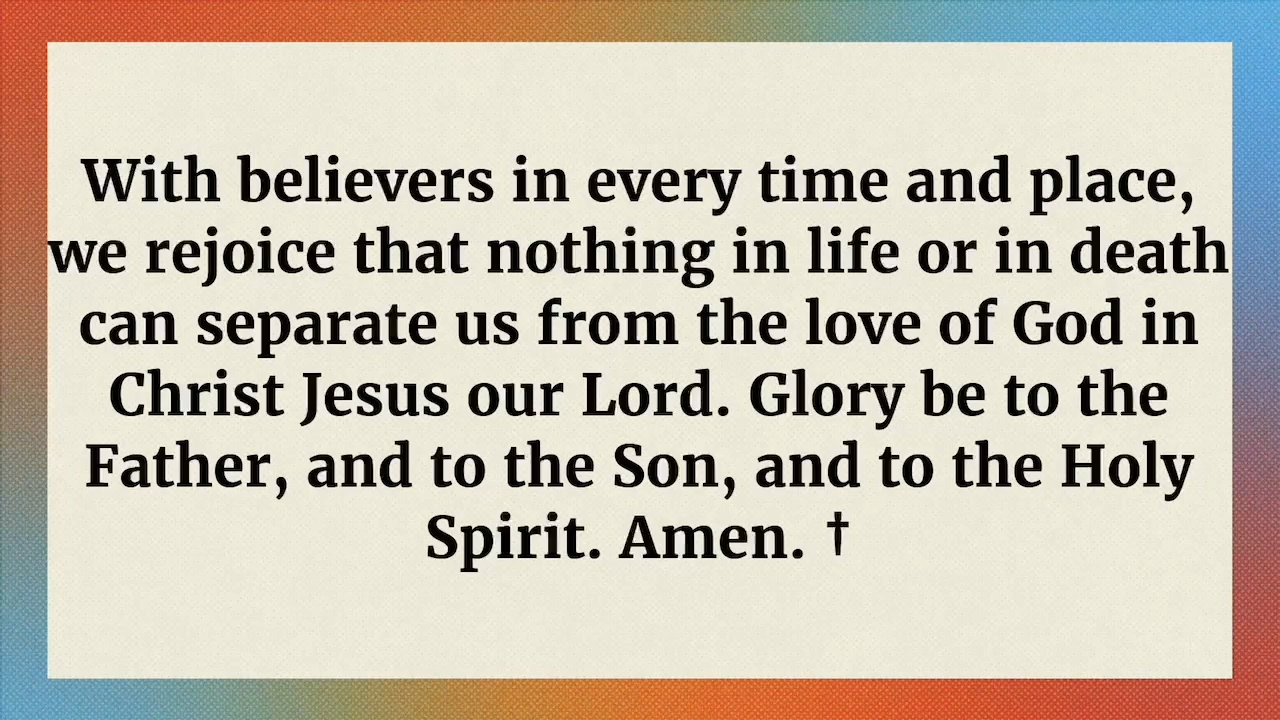 With believers in every time and place,
we rejoice that nothing in life or in death
can separate us from the love of God in
Christ Jesus our Lord. Glory be to the
Father, and to the Son, and to the Holy
Spirit. Amen. †